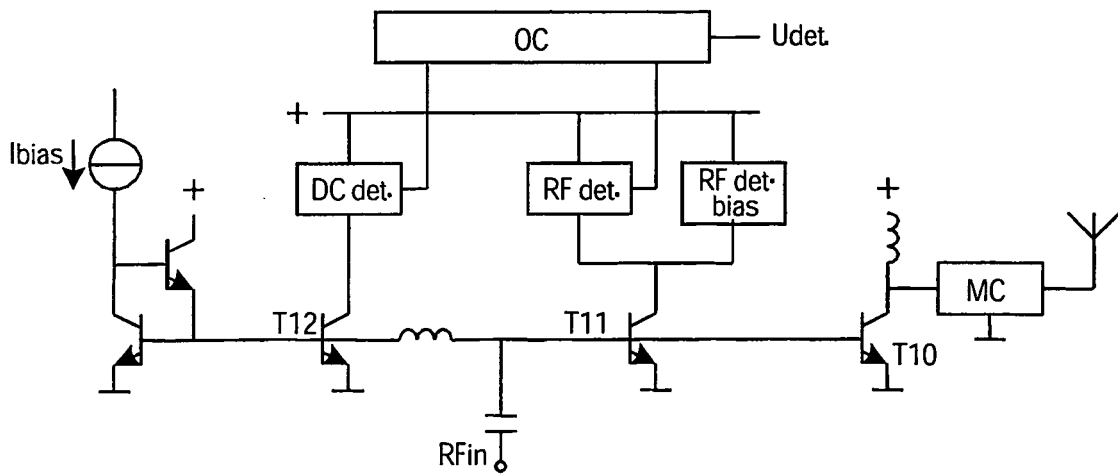 OC
Udet.
+
Ibias
+
DC det.
RF det.
RF det.
bias
+
MC
T12
T11
T10
RFin